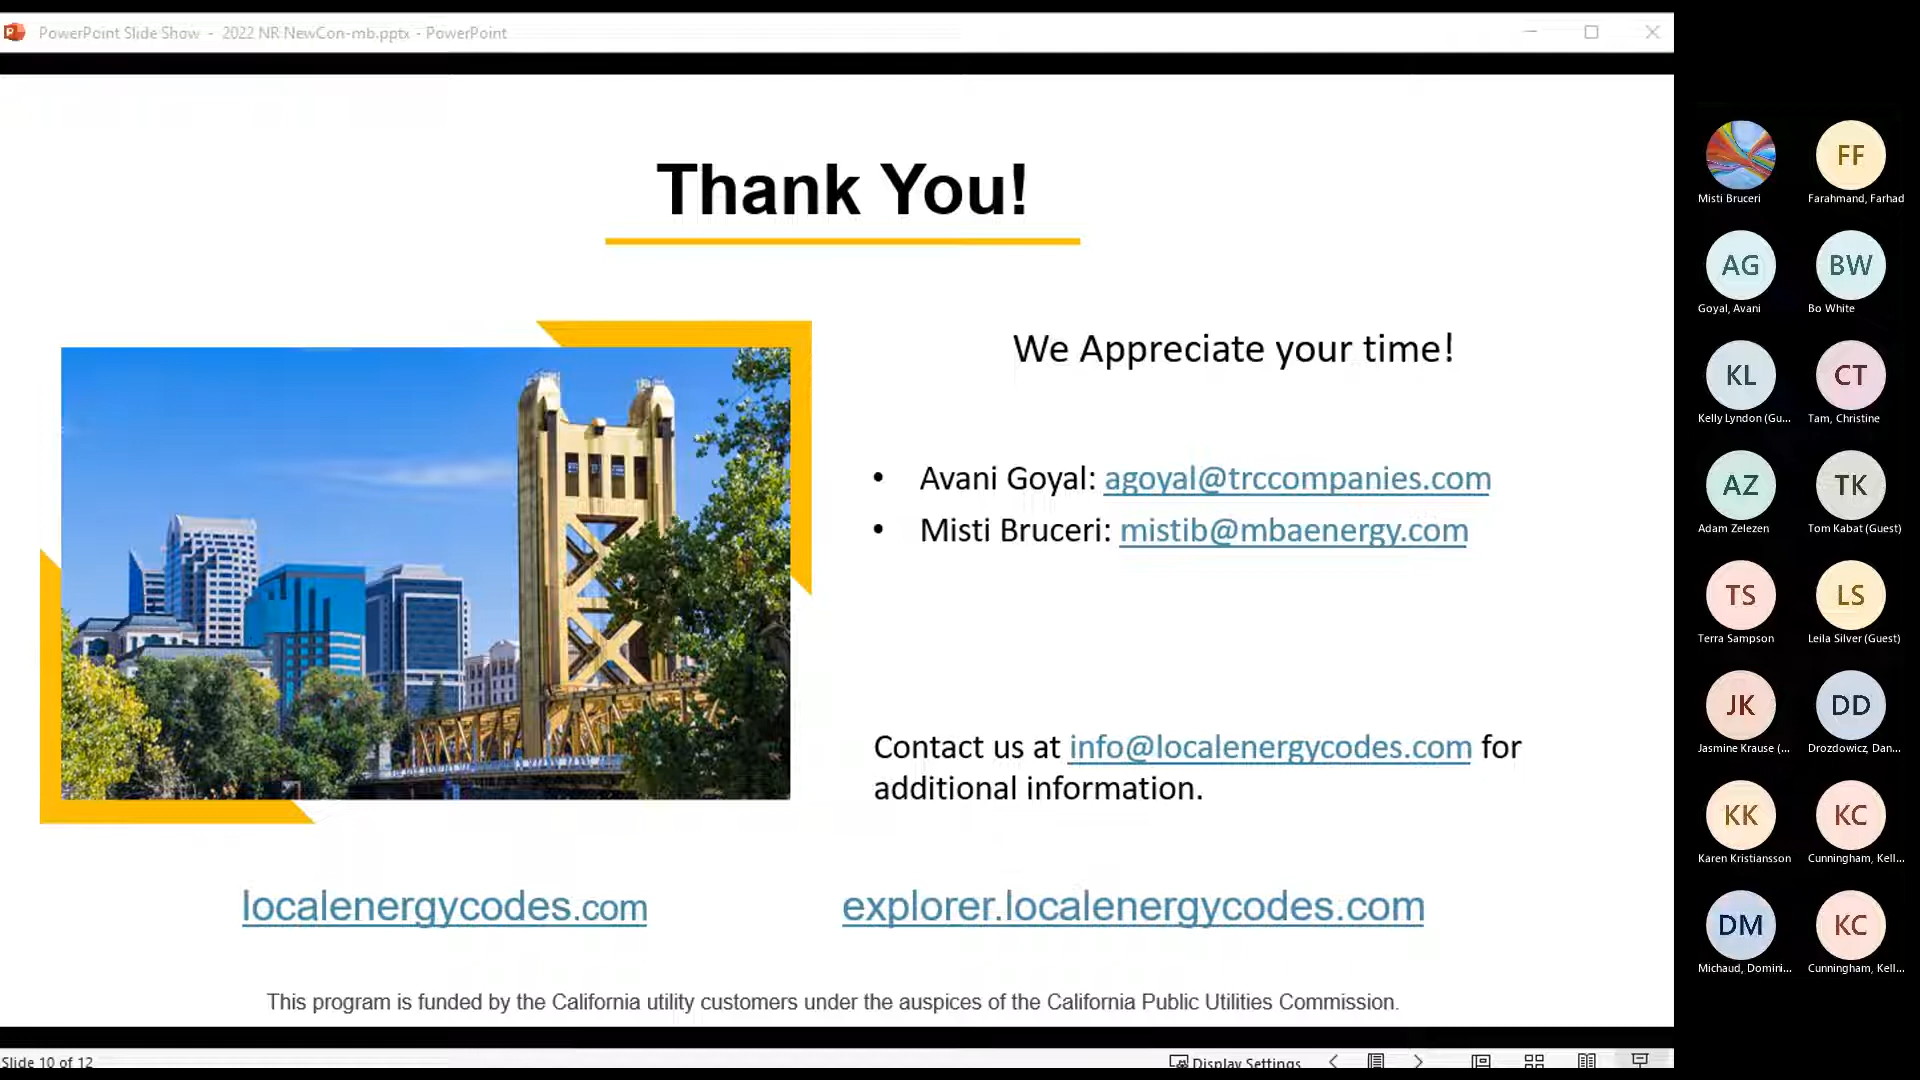 PowerPoint Slide Show - 2022 NR NewCon-mb.pptx - PowerPoint
Thank You!
We Appreciate your time!
• Avani Goyal: agoyal@trccompanies.com
• Misti Bruceri: mistib@mbaenergy.com
Contact us at info@localenergycodes.com for
additional information.
localenergycodes.com
explorer.localenergycodes.com
This program is funded by the California utility customers under the auspices of the California Public Utilities Commission.
Slide 10 of 12
Display Settings
Misti Bruceri
FF
Farahmand, Farhad
AG
Goyal, Avani
BW
Bo White
KL
Kelly Lyndon (Gu...
CT
Tam, Christine
AZ
Adam Zelezen
TK
Tom Kabat (Guest)
TS
Terra Sampson
LS
Leila Silver (Guest)
JK
Jasmine Krause (...
DD
Drozdowicz, Dan...
KK
Karen Kristiansson
KC
Cunningham, Kell...
DM
Michaud, Domini...
KC
Cunningham, Kell...